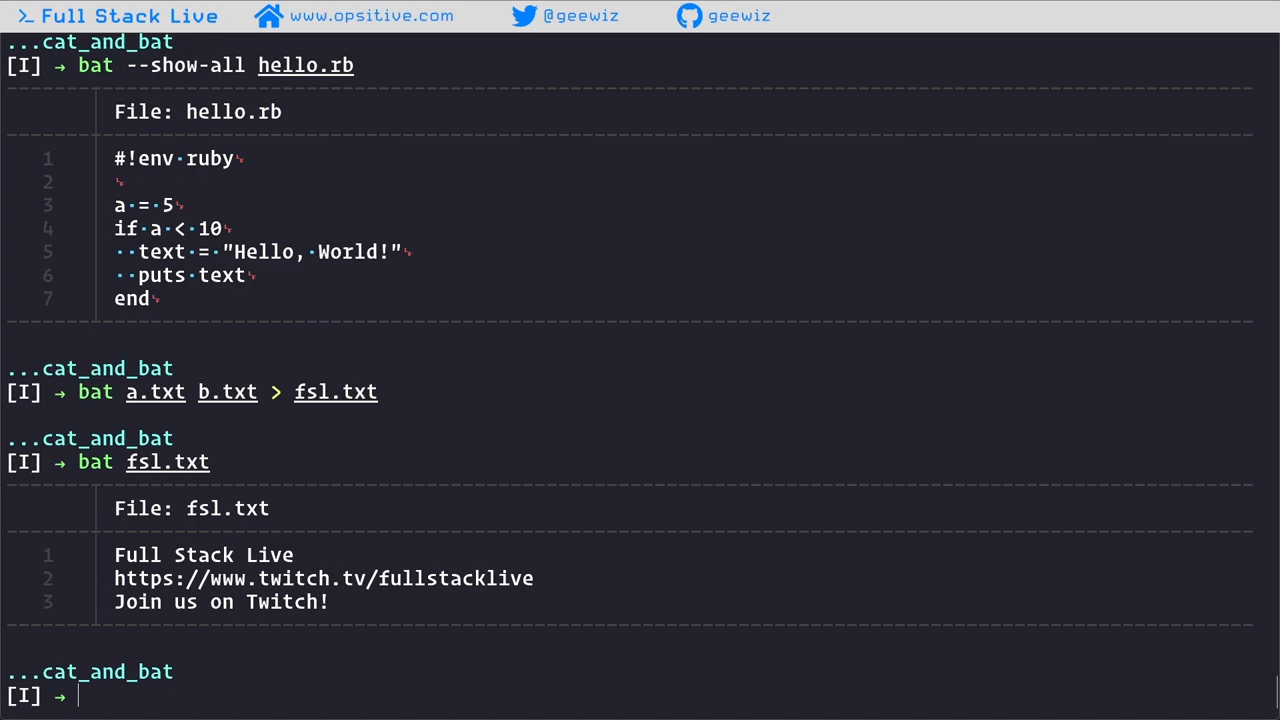 >_ Full Stack Live www.opsitive.com @geewiz geewiz
...cat_and_bat
[I] → bat --show-all hello.rb
File: hello.rb
1 #!env·ruby␊
2 ␊
3 a·=·5␊
4 if·a·<·10␊
5 ··text·=·"Hello,·World!"␊
6 ··puts·text␊
7 end␊
...cat_and_bat
[I] → bat a.txt b.txt > fsl.txt
...cat_and_bat
[I] → bat fsl.txt
File: fsl.txt
1 Full Stack Live
2 https://www.twitch.tv/fullstacklive
3 Join us on Twitch!
...cat_and_bat
[I] →